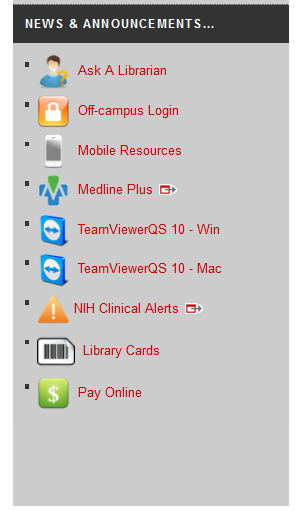 NEWS & ANNOUNCEMENTS...
Ask A Librarian
Off-campus Login
Mobile Resources
Medline Plus
TeamViewerQS 10 - Win
TeamViewerQS 10 - Mac
NIH Clinical Alerts
Library Cards
$ Pay Online